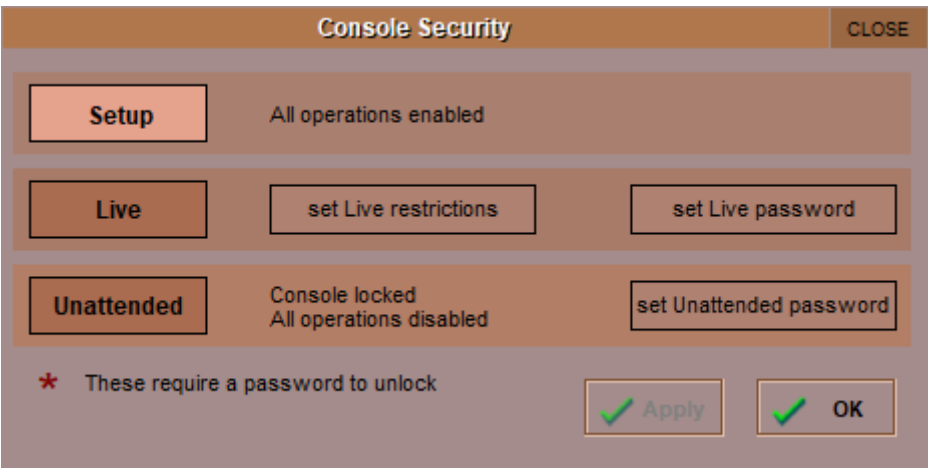 Console Security
CLOSE
Setup
All operations enabled
Live
set Live restrictions
set Live password
Unattended
Console locked
All operations disabled
set Unattended password
* These require a password to unlock
Apply
OK